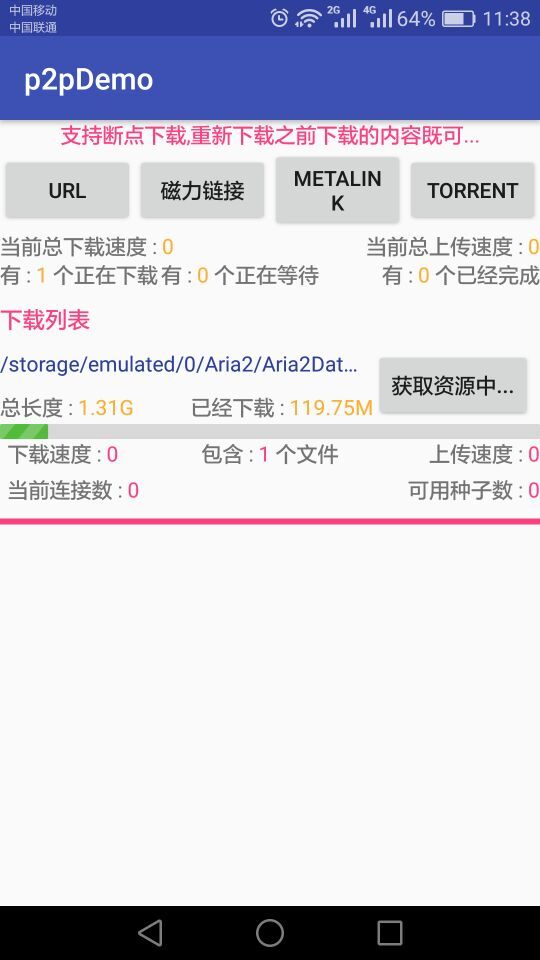 中国移动
中国联通
2G 4G 64% 11:38
p2pDemo
支持断点下载,重新下载之前下载的内容既可...
URL 磁力链接 METALIN
K TORRENT
当前总下载速度 : 0 当前总上传速度 : 0
有 : 1 个正在下载 有 : 0 个正在等待 有 : 0 个已经完成
下载列表
/storage/emulated/0/Aria2/Aria2Dat...
获取资源中...
总长度 : 1.31G 已经下载 : 119.75M
下载速度 : 0 包含 : 1 个文件 上传速度 : 0
当前连接数 : 0 可用种子数 : 0